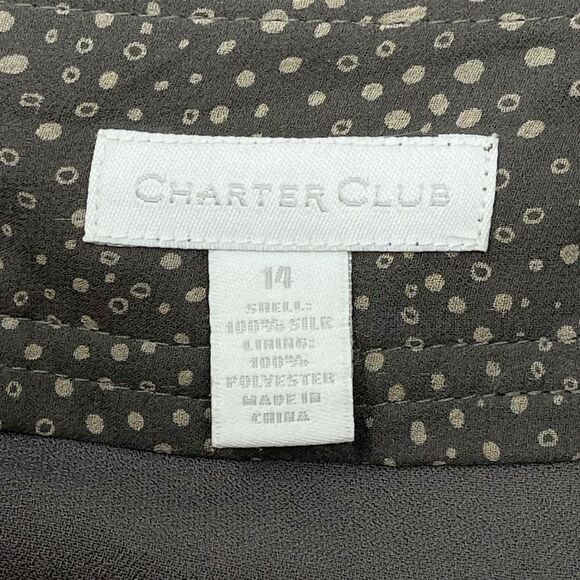 CHARTER CLUB
14
SHELL:
100% SILK
LINING:
100%
POLYESTER
MADE IN
CHINA